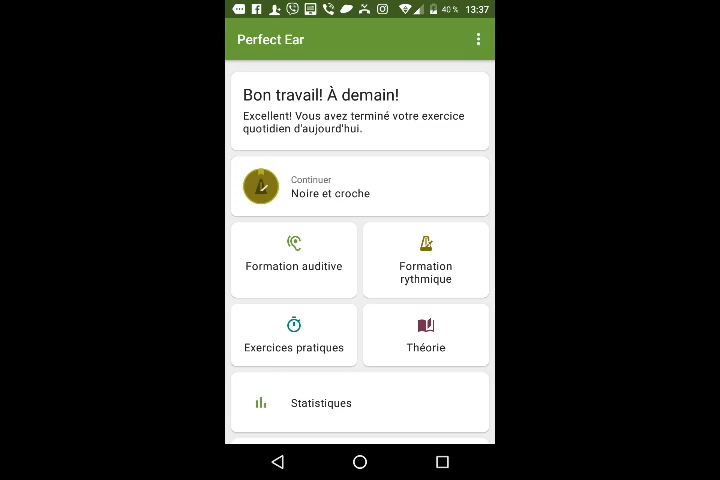 40 % 13:37
Perfect Ear
Bon travail! À demain!
Excellent! Vous avez terminé votre exercice
quotidien d'aujourd'hui.
Continuer
Noire et croche
Formation auditive
Formation
rythmique
Exercices pratiques
Théorie
Statistiques